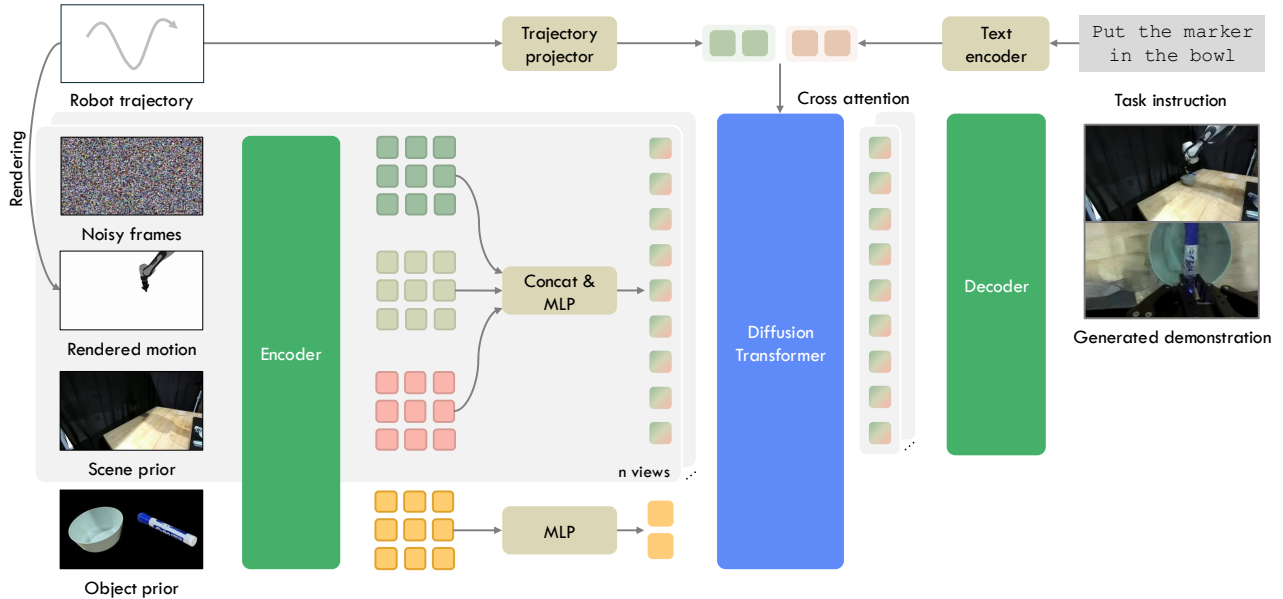 Robot trajectory
Trajectory
projector
Text
encoder
Put the marker
in the bowl
Cross attention
Task instruction
Rendering
Noisy frames
Rendered motion
Scene prior
Object prior
Encoder
Concat &
MLP
n views
MLP
Diffusion
Transformer
Decoder
Generated demonstration